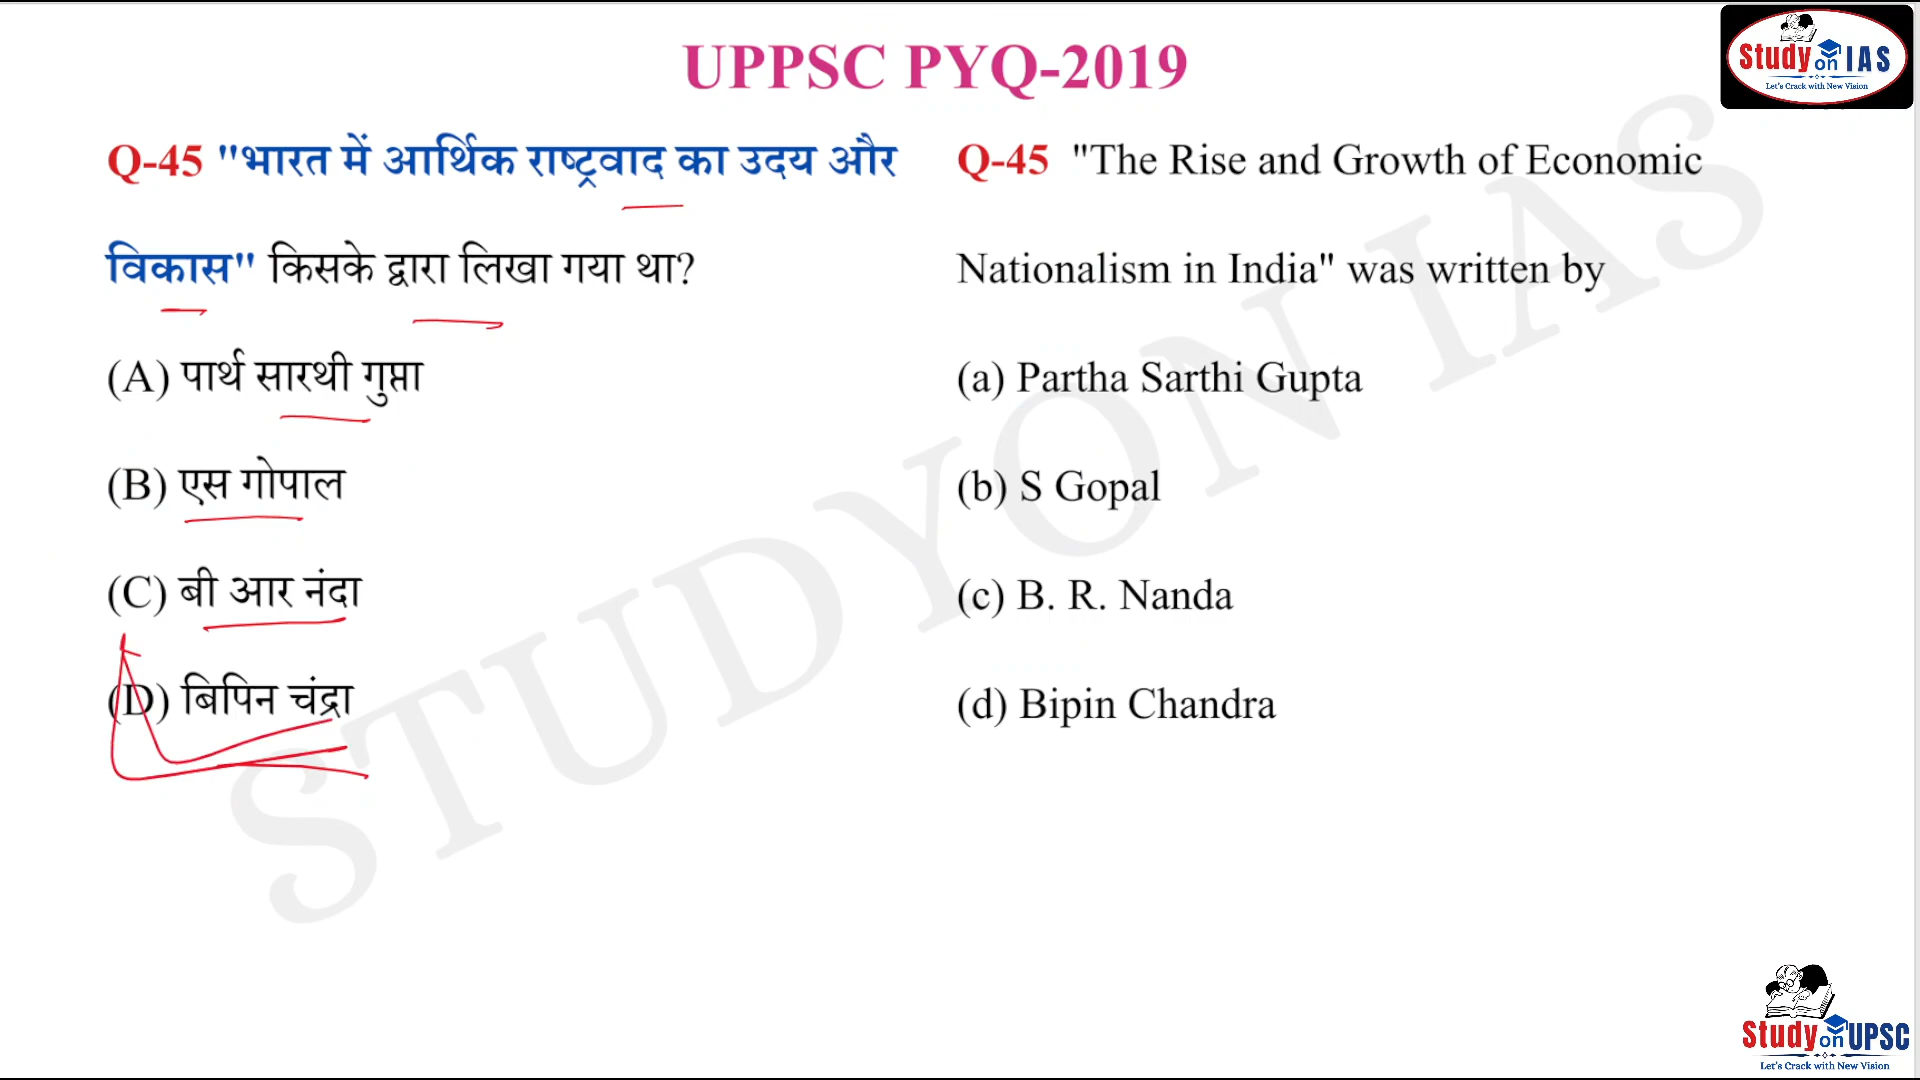 UPPSC PYQ-2019
Study on IAS
Let's Crack with New Vision
Q-45 "भारत में आर्थिक राष्ट्रवाद का उदय और
विकास" किसके द्वारा लिखा गया था?
(A) पार्थ सारथी गुप्ता
(B) एस गोपाल
(C) बी आर नंदा
(D) बिपिन चंद्रा
Q-45 "The Rise and Growth of Economic
Nationalism in India" was written by
(a) Partha Sarthi Gupta
(b) S Gopal
(c) B. R. Nanda
(d) Bipin Chandra
STUDY ON IAS
Study on UPSC
Let's Crack with New Vision